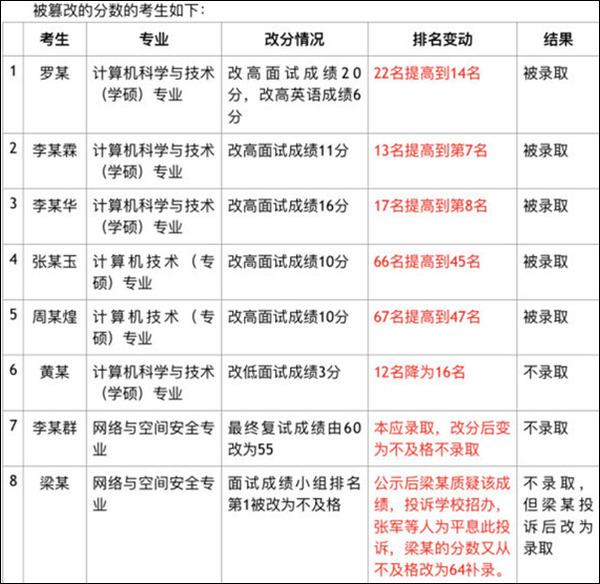 被篡改的分数的考生如下：
考生 专业 改分情况 排名变动 结果
1 罗某 计算机科学与技术 改高面试成绩20 22名提高到14名 被录取
（学硕）专业 分，改高英语成绩6
分
2 李某霖 计算机科学与技术 改高面试成绩11分 13名提高到第7名 被录取
（学硕）专业
3 李某华 计算机科学与技术 改高面试成绩16分 17名提高到第8名 被录取
（学硕）专业
4 张某玉 计算机技术（专 改高面试成绩10分 66名提高到45名 被录取
硕）专业
5 周某煌 计算机技术（专 改高面试成绩10分 67名提高到47名 被录取
硕）专业
6 黄某 计算机科学与技术 改低面试成绩3分 12名降为16名 不录取
（学硕）专业
7 李某群 网络与空间安全专 最终复试成绩由60 本应录取，改分后变 不录取
业 改为55 为不及格不录取
8 梁某 网络与空间安全专 面试成绩小组排名 公示后梁某质疑该成 不录取，
业 第1被改为不及格 绩，投诉学校招办， 但梁某投
张军等人为平息此投 诉后改为
诉，梁某的分数又从 录取
不及格改为64补录。